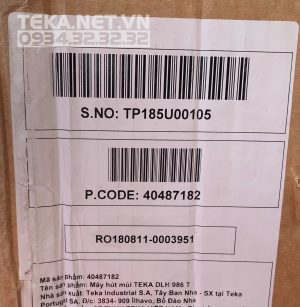 TEKA.NET.VN
0934.32.32.32
S.NO: TP185U00105
P.CODE: 40487182
RO180811-0003951
Mã sản phẩm: 40487182
Tên sản phẩm: Máy hút mùi TEKA DLH 986 T
Nhà sản xuất: Teka Industrial S.A, Tây Ban Nha - SX tại Teka
Portugal SA, Đ/c: 3834- 909 Ílhavo, Bồ Đào Nha